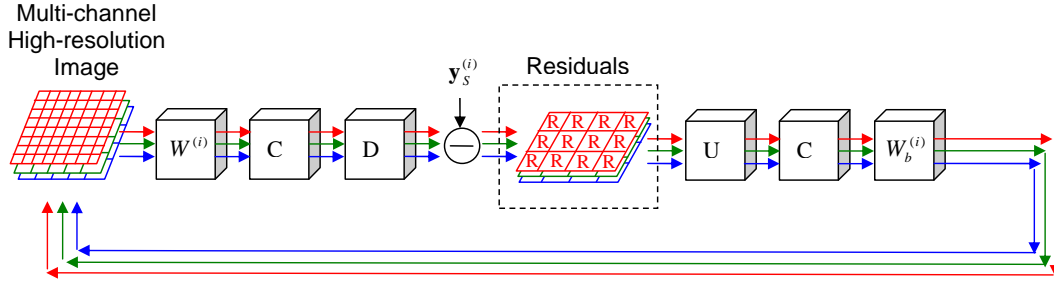 Multi-channel
High-resolution
Image
y_S^(i)
Residuals
W^(i)
C
D
—
R R R R
R R R R
R R R R
U
C
W_b^(i)